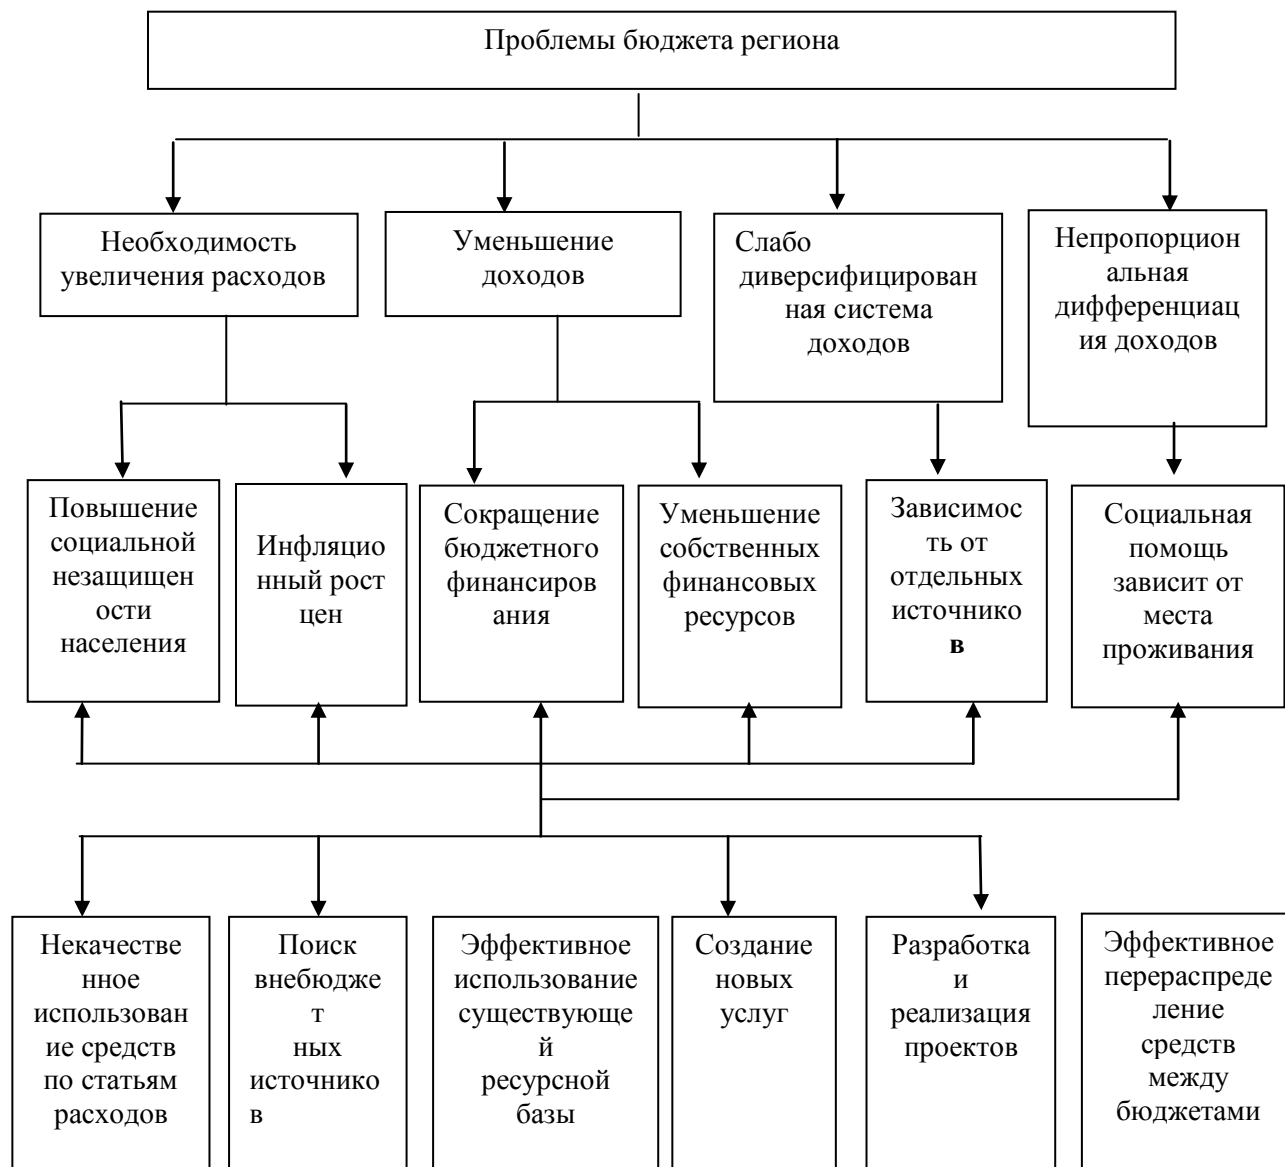 Проблемы бюджета региона
Необходимость
увеличения расходов
Уменьшение
доходов
Слабо
диверсифицирован
ная система
доходов
Непропорцион
альная
дифференциац
ия доходов
Повышение
социальной
незащищен
ости
населения
Инфляцио
нный рост
цен
Сокращение
бюджетного
финансиров
ания
Уменьшение
собственных
финансовых
ресурсов
Зависимос
ть от
отдельных
источнико
в
Социальная
помощь
зависит от
места
проживания
Некачестве
нное
использован
ие средств
по статьям
расходов
Поиск
внебюджет
ных
источнико
в
Эффективное
использование
существующе
й
ресурсной
базы
Создание
новых
услуг
Разработка
и
реализация
проектов
Эффективное
перераспреде
ление
средств
между
бюджетами